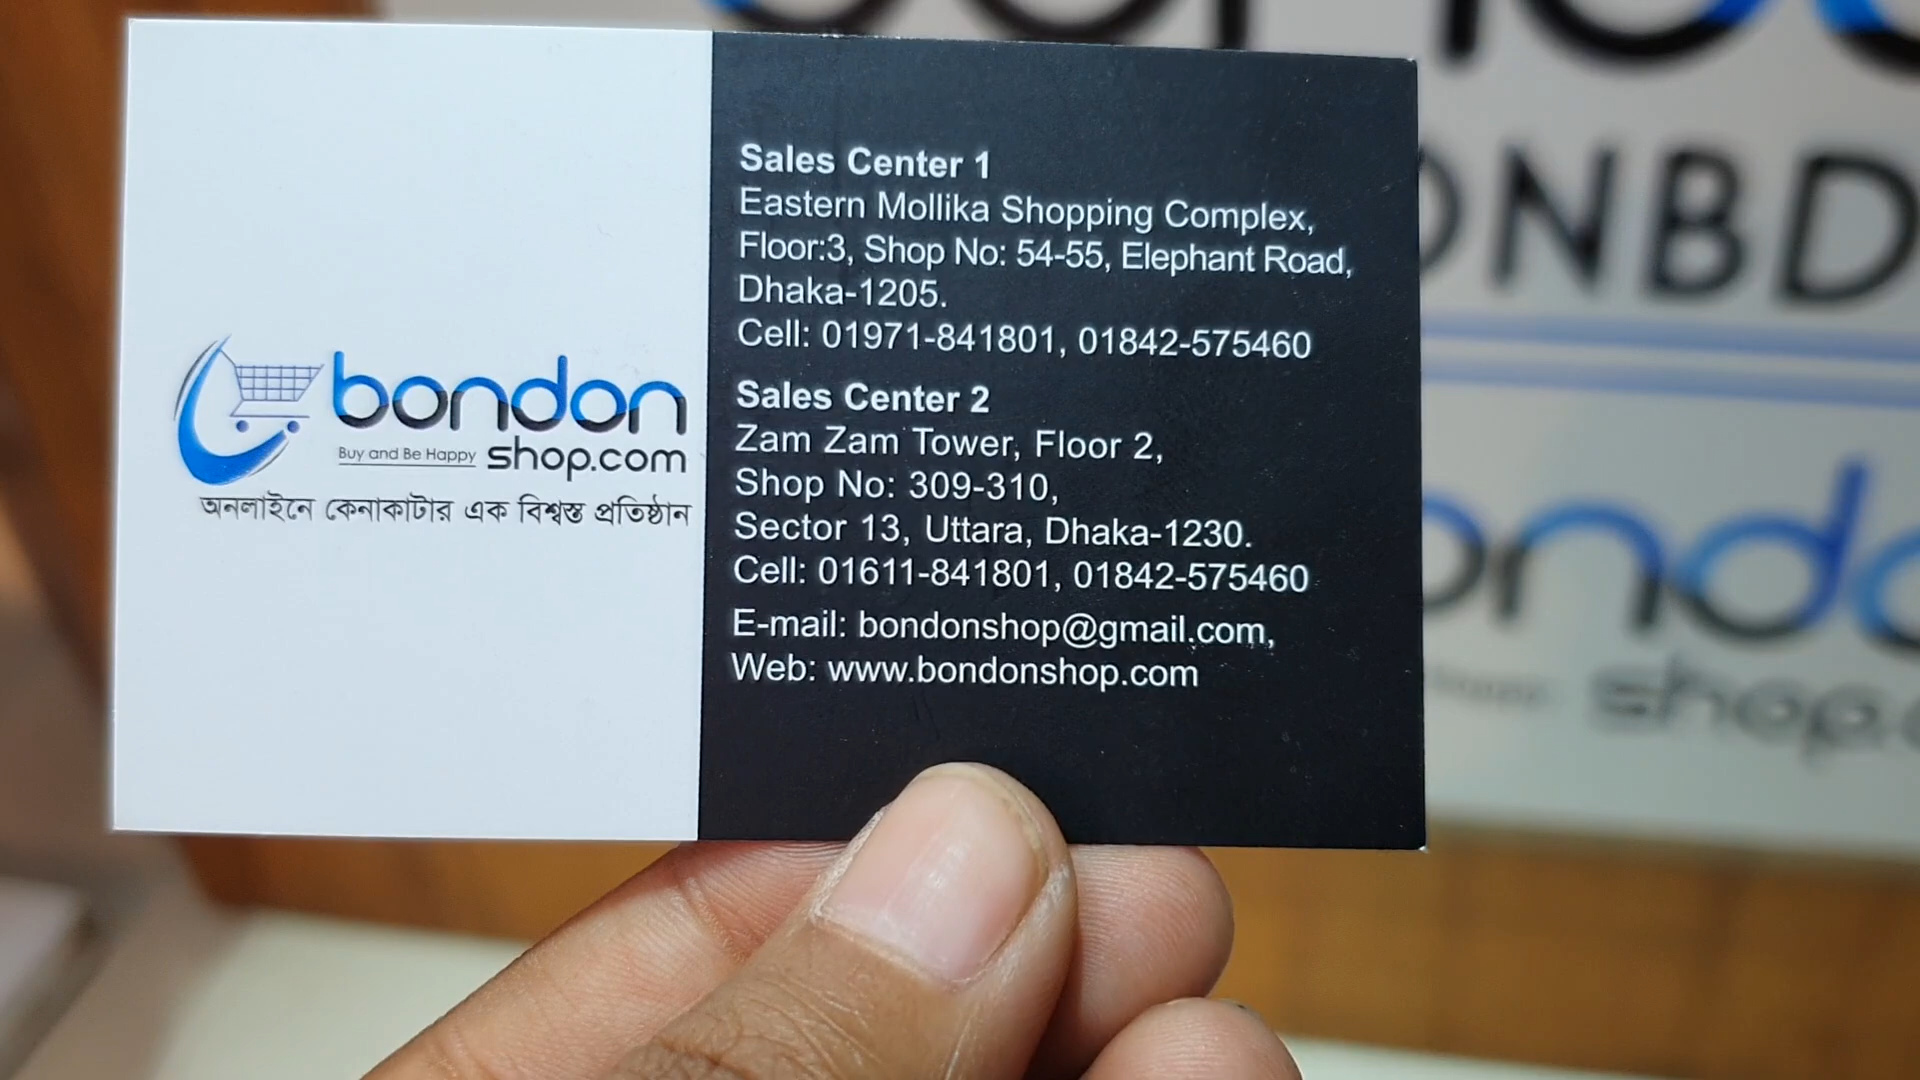 bondon
Buy and Be Happy shop.com
অনলাইনে কেনাকাটার এক বিশ্বস্ত প্রতিষ্ঠান
Sales Center 1
Eastern Mollika Shopping Complex,
Floor:3, Shop No: 54-55, Elephant Road,
Dhaka-1205.
Cell: 01971-841801, 01842-575460
Sales Center 2
Zam Zam Tower, Floor 2,
Shop No: 309-310,
Sector 13, Uttara, Dhaka-1230.
Cell: 01611-841801, 01842-575460
E-mail: bondonshop@gmail.com,
Web: www.bondonshop.com
ONBD
ondo
shop.c